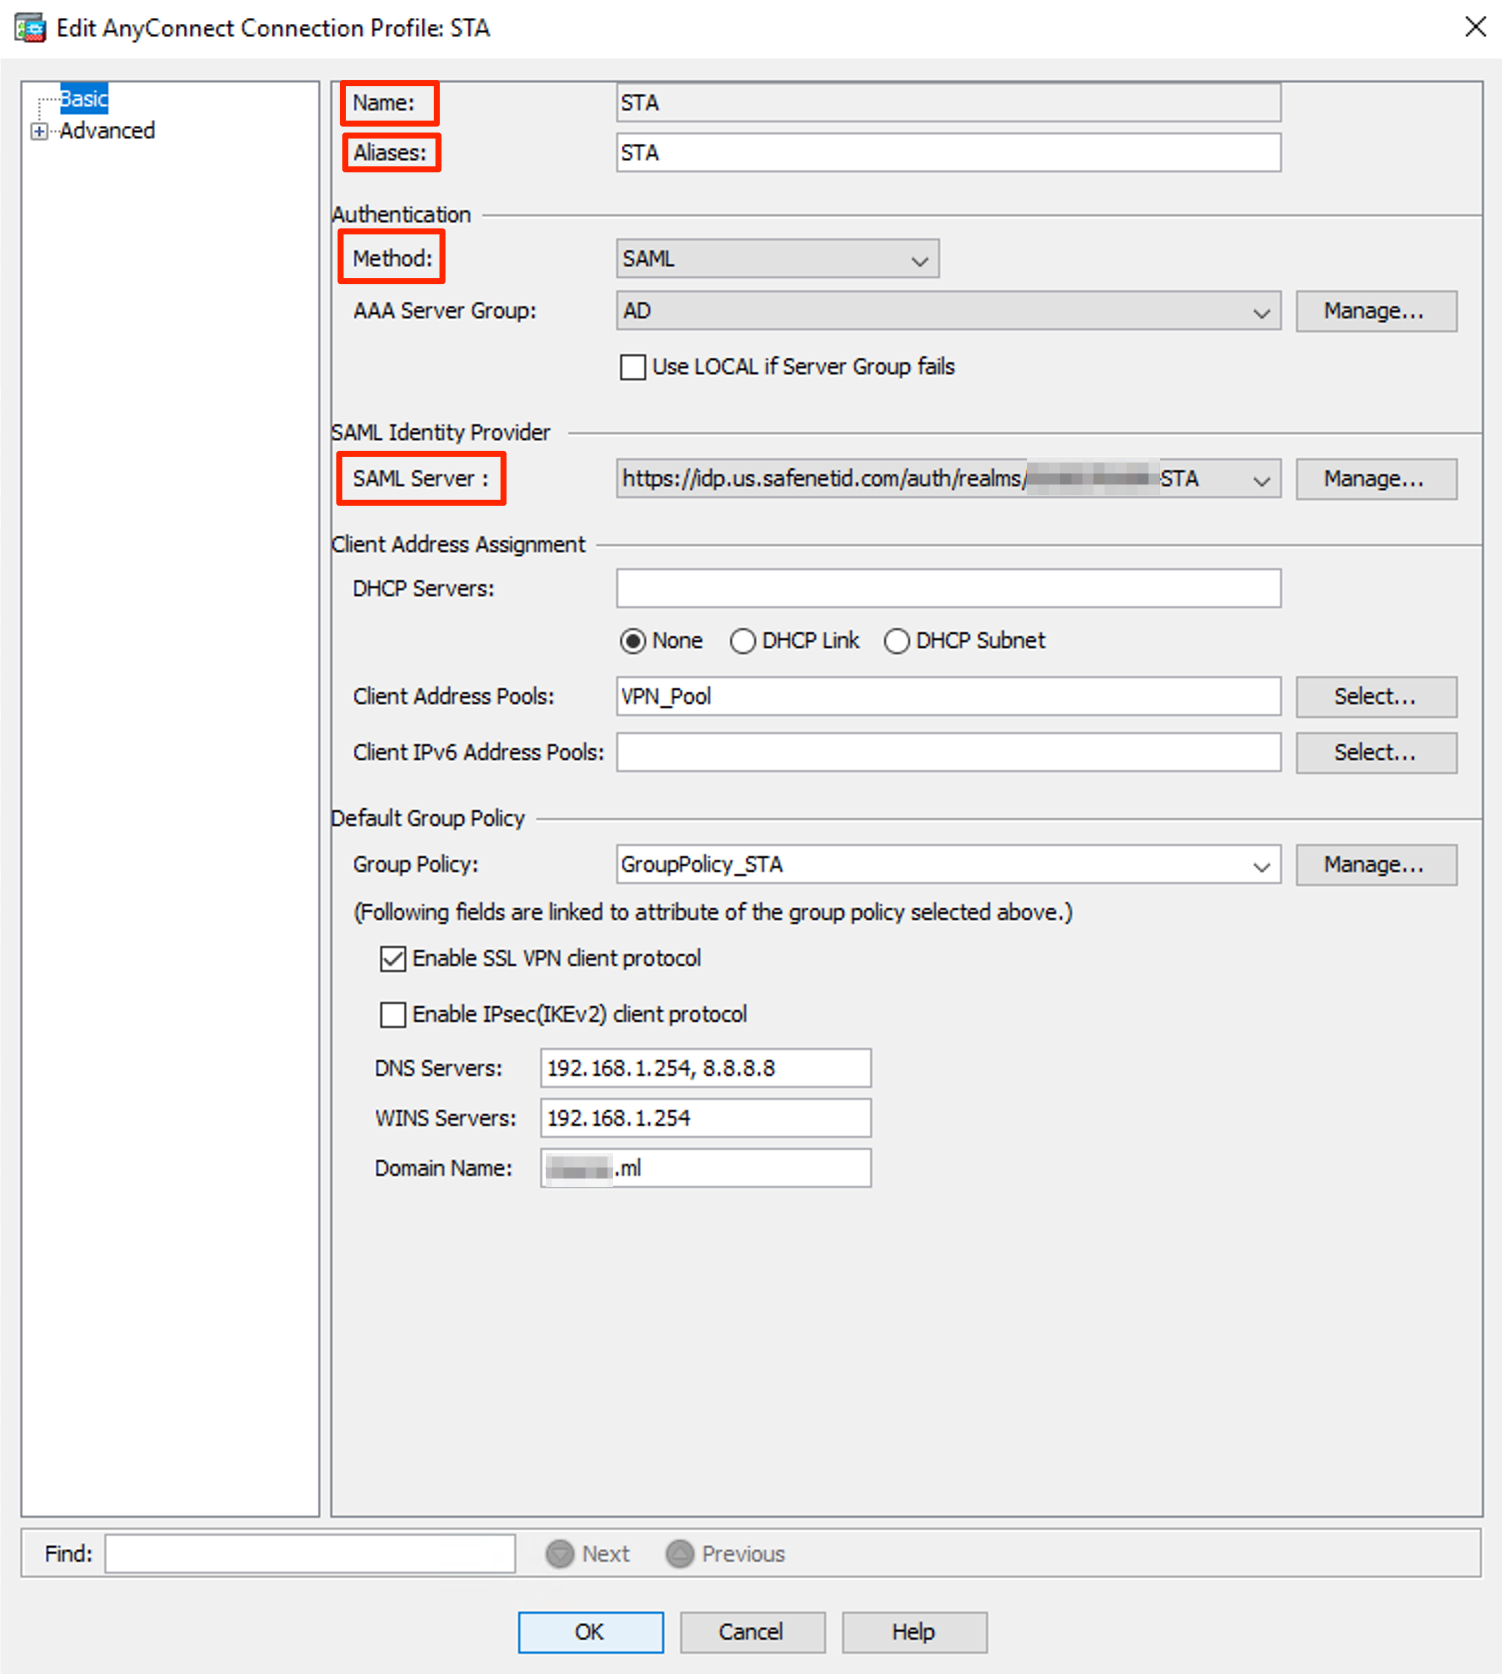 Edit AnyConnect Connection Profile: STA
Basic
Advanced
Name: STA
Aliases: STA
Authentication
Method: SAML
AAA Server Group: AD Manage...
Use LOCAL if Server Group fails
SAML Identity Provider
SAML Server : https://idp.us.safenetid.com/auth/realms/ STA Manage...
Client Address Assignment
DHCP Servers:
None DHCP Link DHCP Subnet
Client Address Pools: VPN_Pool Select...
Client IPv6 Address Pools: Select...
Default Group Policy
Group Policy: GroupPolicy_STA Manage...
(Following fields are linked to attribute of the group policy selected above.)
Enable SSL VPN client protocol
Enable IPsec(IKEv2) client protocol
DNS Servers: 192.168.1.254, 8.8.8.8
WINS Servers: 192.168.1.254
Domain Name: .ml
Find: Next Previous
OK Cancel Help